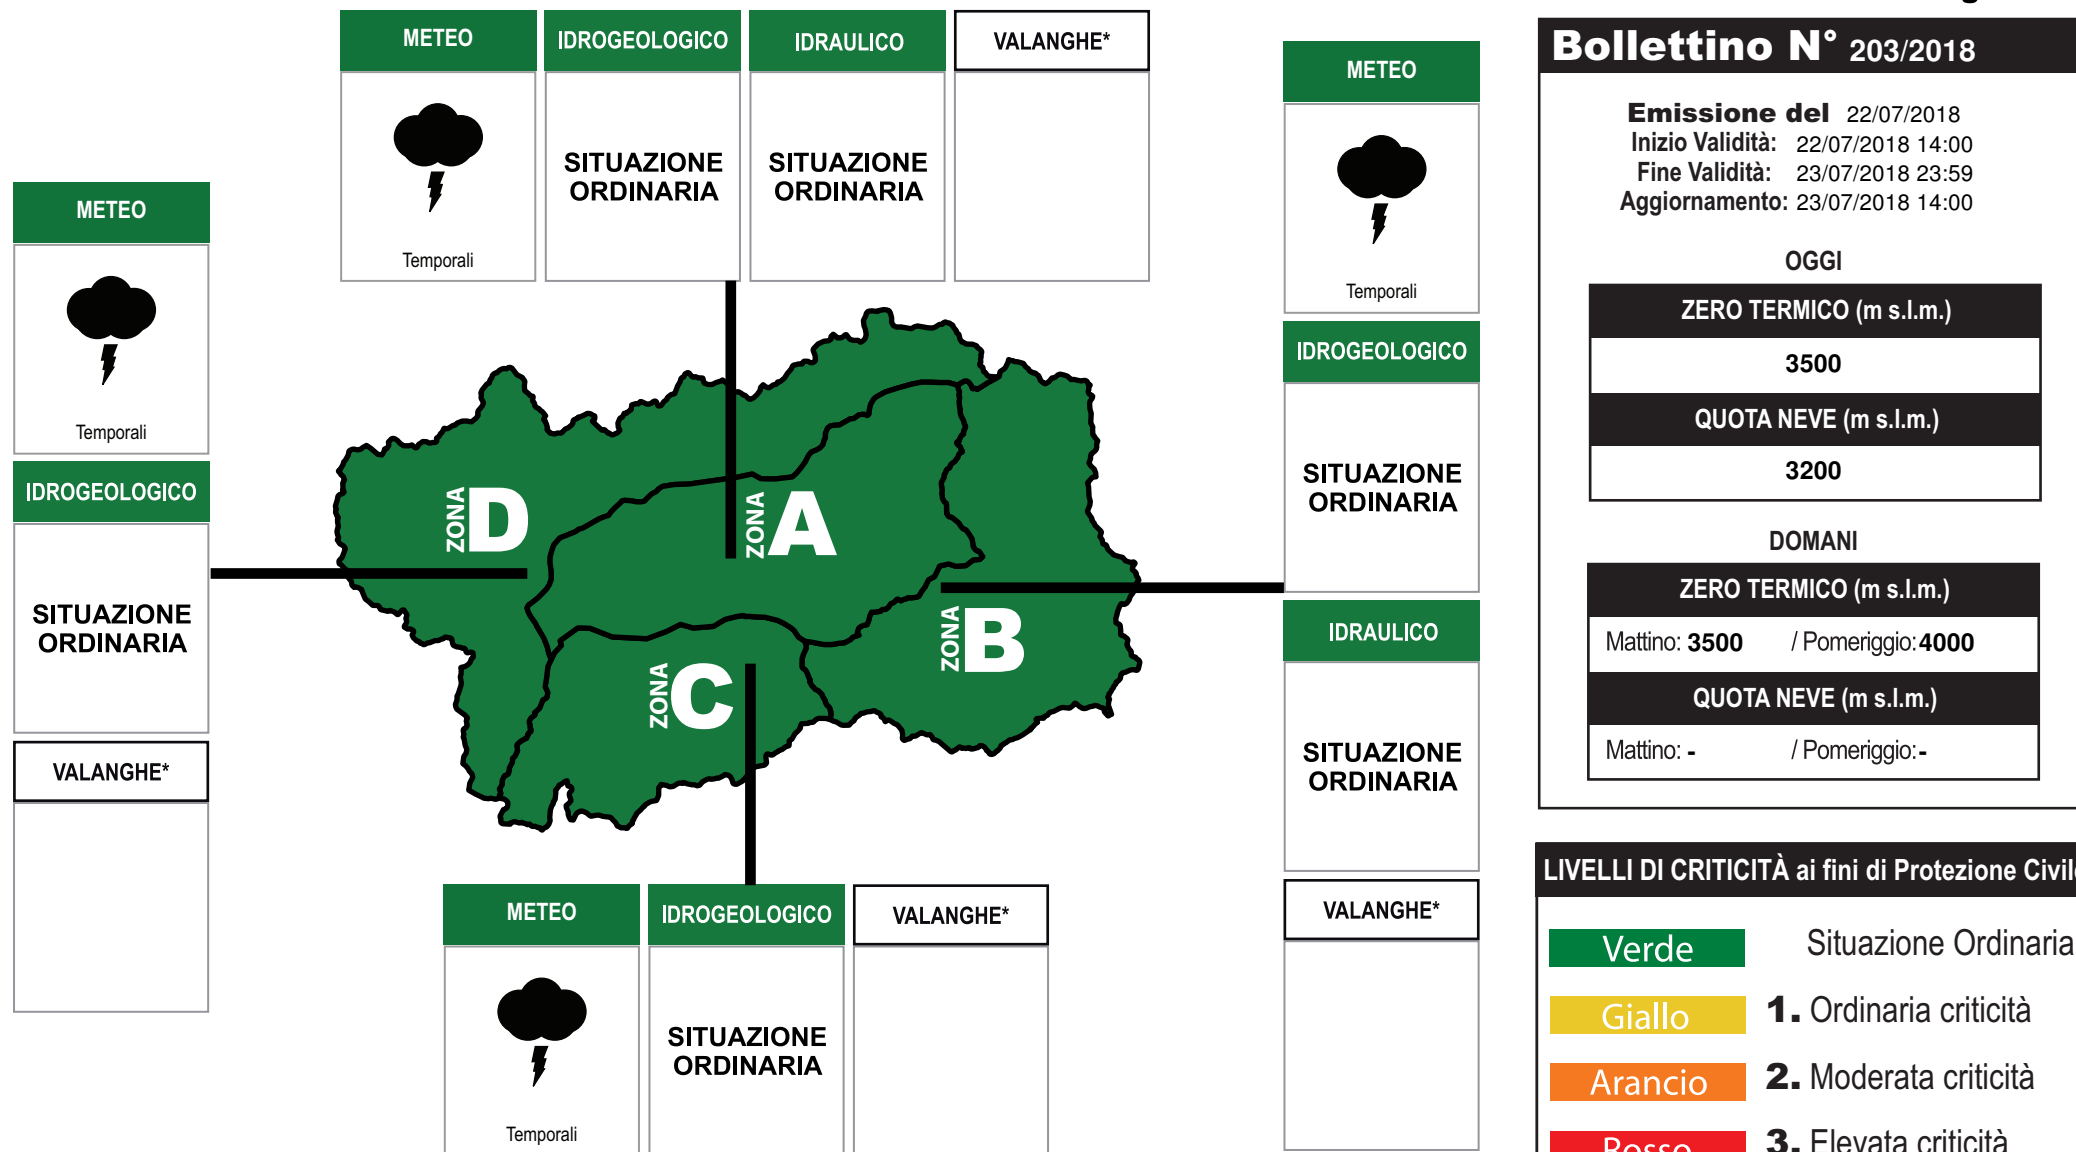 METEO
IDROGEOLOGICO
IDRAULICO
VALANGHE*
Temporali
SITUAZIONE
ORDINARIA
SITUAZIONE
ORDINARIA
METEO
Temporali
IDROGEOLOGICO
SITUAZIONE
ORDINARIA
VALANGHE*
METEO
Temporali
IDROGEOLOGICO
SITUAZIONE
ORDINARIA
IDRAULICO
SITUAZIONE
ORDINARIA
VALANGHE*
ZONA D
ZONA A
ZONA B
ZONA C
METEO
IDROGEOLOGICO
VALANGHE*
Temporali
SITUAZIONE
ORDINARIA
Bollettino N° 203/2018
Emissione del 22/07/2018
Inizio Validità: 22/07/2018 14:00
Fine Validità: 23/07/2018 23:59
Aggiornamento: 23/07/2018 14:00
OGGI
ZERO TERMICO (m s.l.m.)
3500
QUOTA NEVE (m s.l.m.)
3200
DOMANI
ZERO TERMICO (m s.l.m.)
Mattino: 3500 / Pomeriggio: 4000
QUOTA NEVE (m s.l.m.)
Mattino: - / Pomeriggio: -
LIVELLI DI CRITICITÀ ai fini di Protezione Civile
Verde Situazione Ordinaria
Giallo 1. Ordinaria criticità
Arancio 2. Moderata criticità
Rosso 3. Elevata criticità